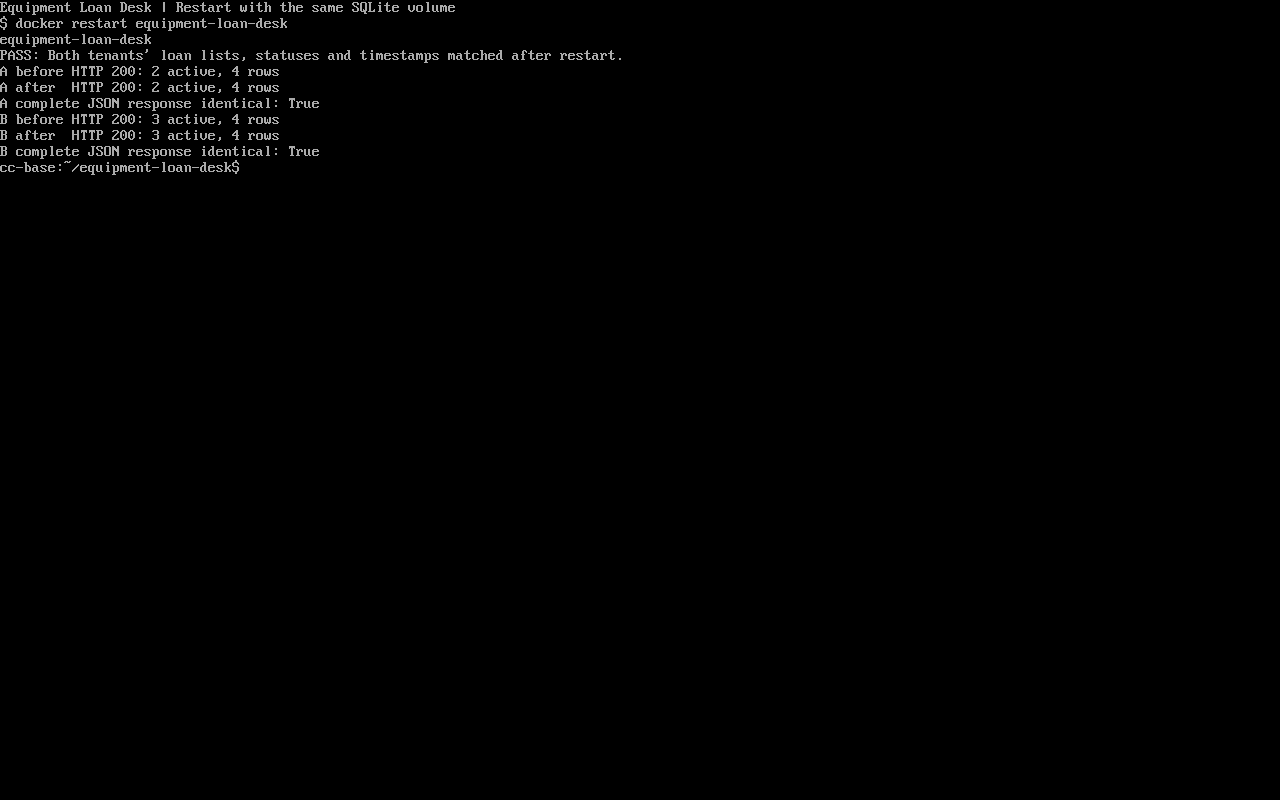 Equipment Loan Desk | Restart with the same SQLite volume
$ docker restart equipment-loan-desk
equipment-loan-desk
PASS: Both tenants' loan lists, statuses and timestamps matched after restart.
A before HTTP 200: 2 active, 4 rows
A after  HTTP 200: 2 active, 4 rows
A complete JSON response identical: True
B before HTTP 200: 3 active, 4 rows
B after  HTTP 200: 3 active, 4 rows
B complete JSON response identical: True
cc-base:~/equipment-loan-desk$